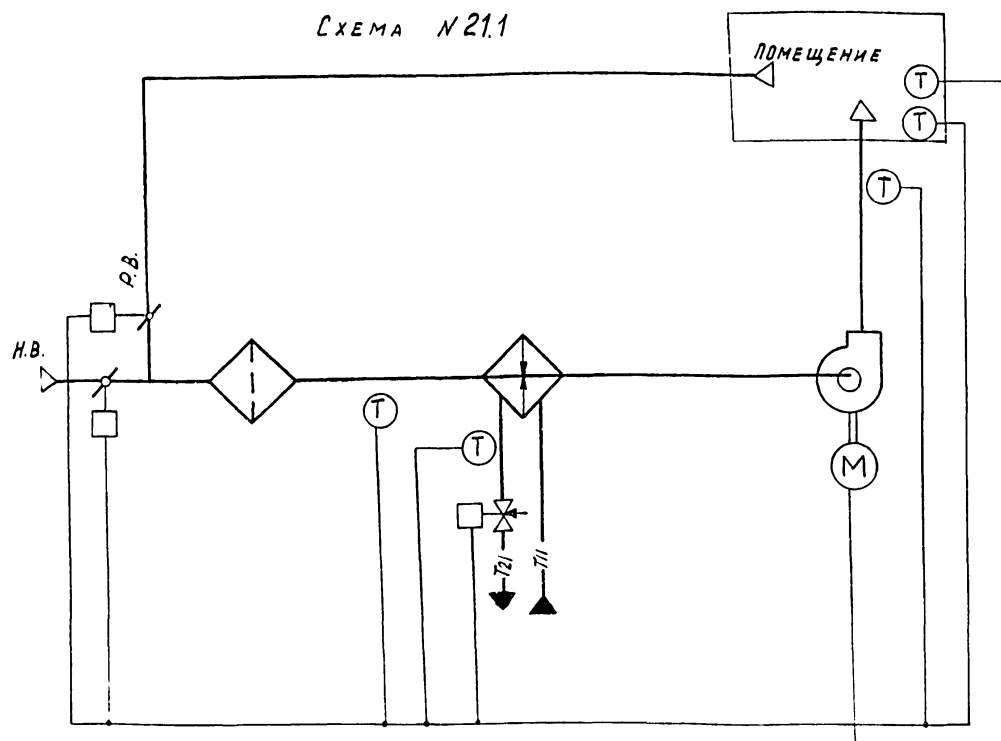 Схема N 21.1
ПОМЕЩЕНИЕ
Т
Т
Т
Р.В.
Н.В.
Т
Т
М
Т21
Т11